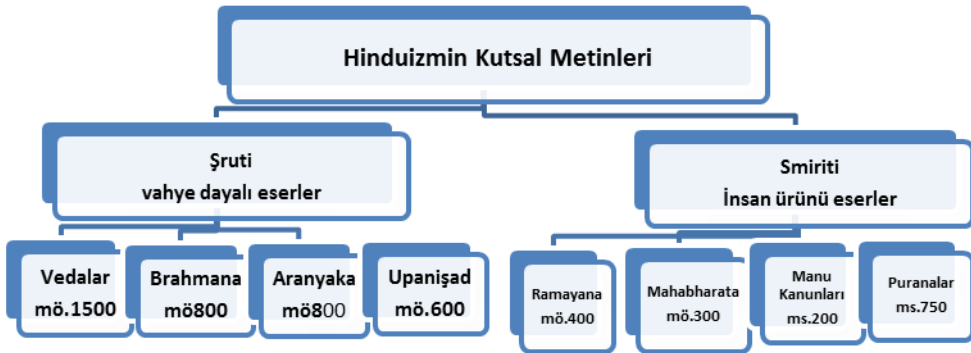 Hinduizmin Kutsal Metinleri
Şruti
vahye dayalı eserler
Smiriti
İnsan ürünü eserler
Vedalar
mö.1500
Brahmana
mö800
Aranyaka
mö800
Upanişad
mö.600
Ramayana
mö.400
Mahabharata
mö.300
Manu
Kanunları
ms.200
Puranalar
ms.750